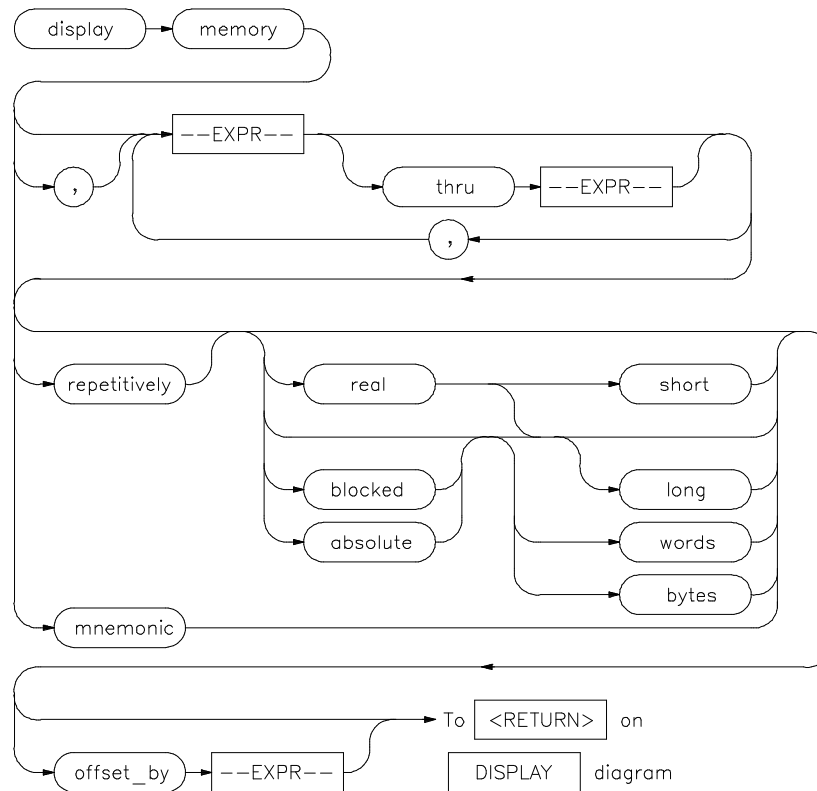 display memory
--EXPR--
, thru --EXPR--
,
repetitively real short
blocked long
absolute words
bytes
mnemonic
To <RETURN> on
offset_by --EXPR-- DISPLAY diagram